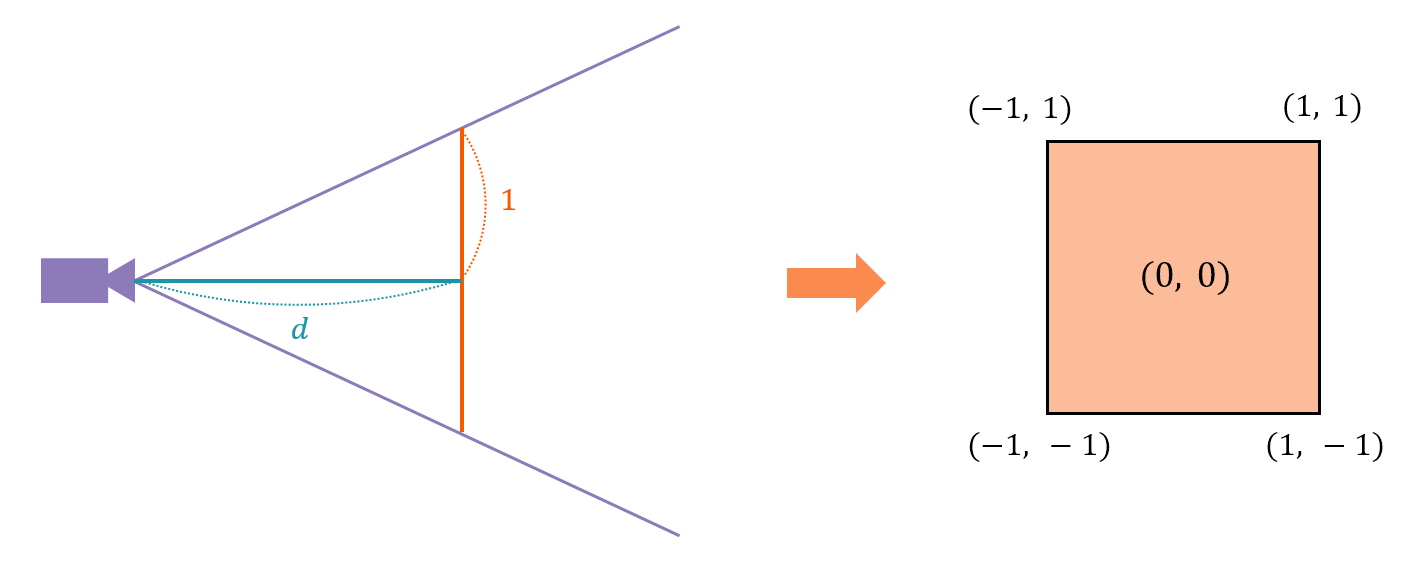 1
d
(−1, 1)
(1, 1)
(0, 0)
(−1, − 1)
(1, − 1)